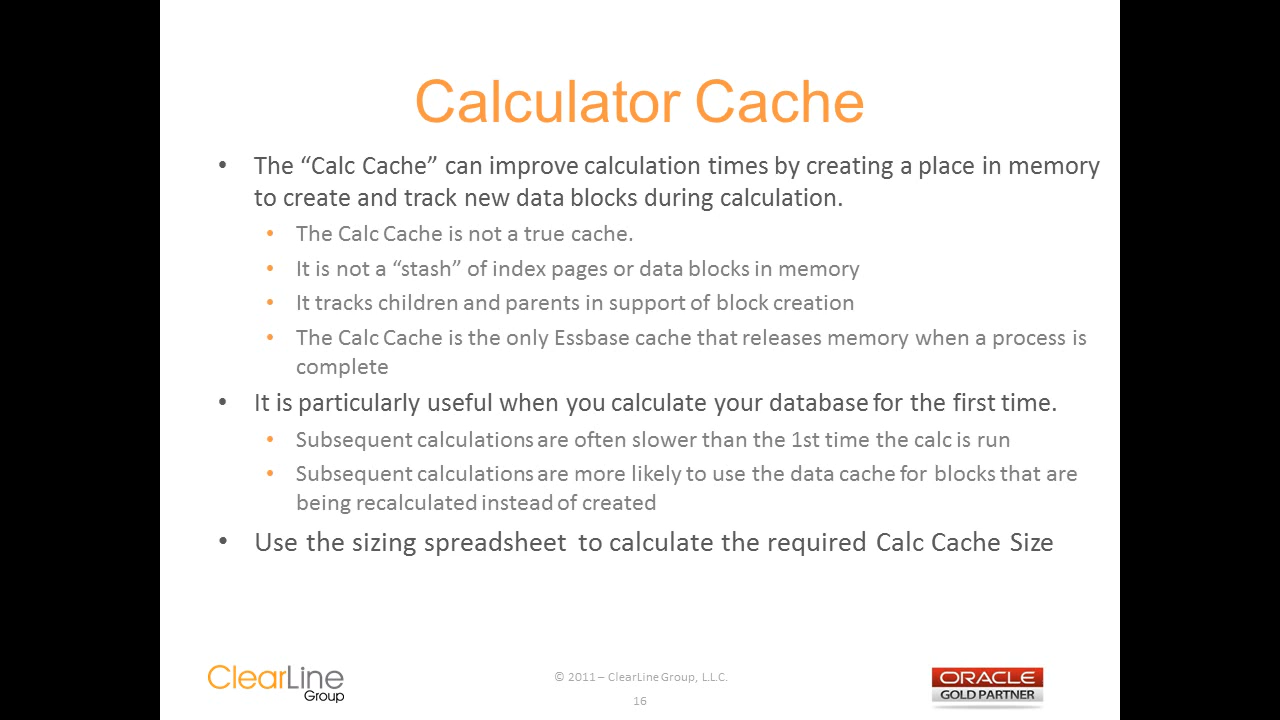 Calculator Cache
• The “Calc Cache” can improve calculation times by creating a place in memory
to create and track new data blocks during calculation.
• The Calc Cache is not a true cache.
• It is not a “stash” of index pages or data blocks in memory
• It tracks children and parents in support of block creation
• The Calc Cache is the only Essbase cache that releases memory when a process is
complete
• It is particularly useful when you calculate your database for the first time.
• Subsequent calculations are often slower than the 1st time the calc is run
• Subsequent calculations are more likely to use the data cache for blocks that are
being recalculated instead of created
• Use the sizing spreadsheet to calculate the required Calc Cache Size
ClearLine
Group
© 2011 – ClearLine Group, L.L.C.
16
ORACLE
GOLD PARTNER